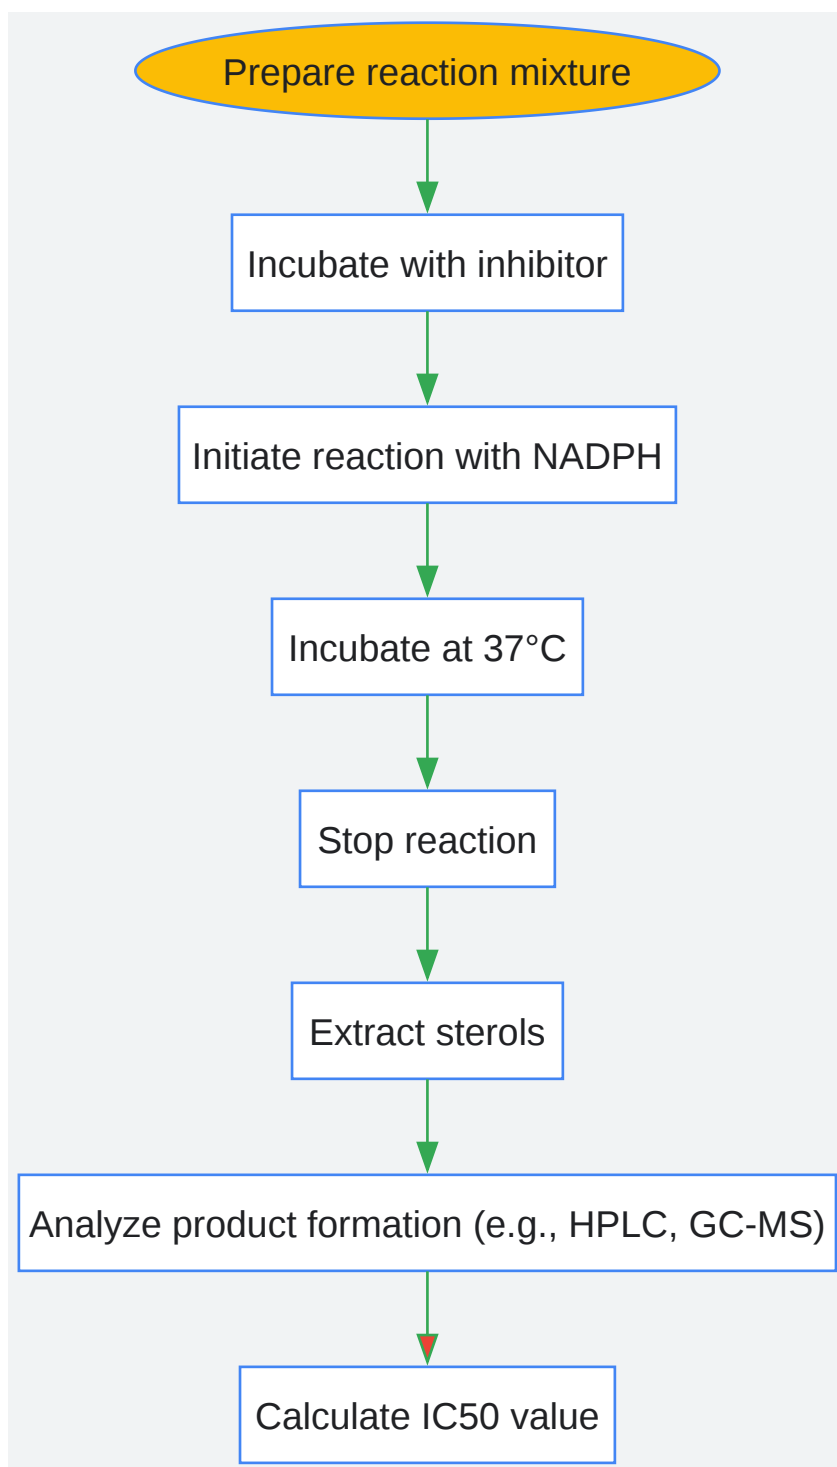 Prepare reaction mixture
Incubate with inhibitor
Initiate reaction with NADPH
Incubate at 37°C
Stop reaction
Extract sterols
Analyze product formation (e.g., HPLC, GC-MS)
Calculate IC50 value